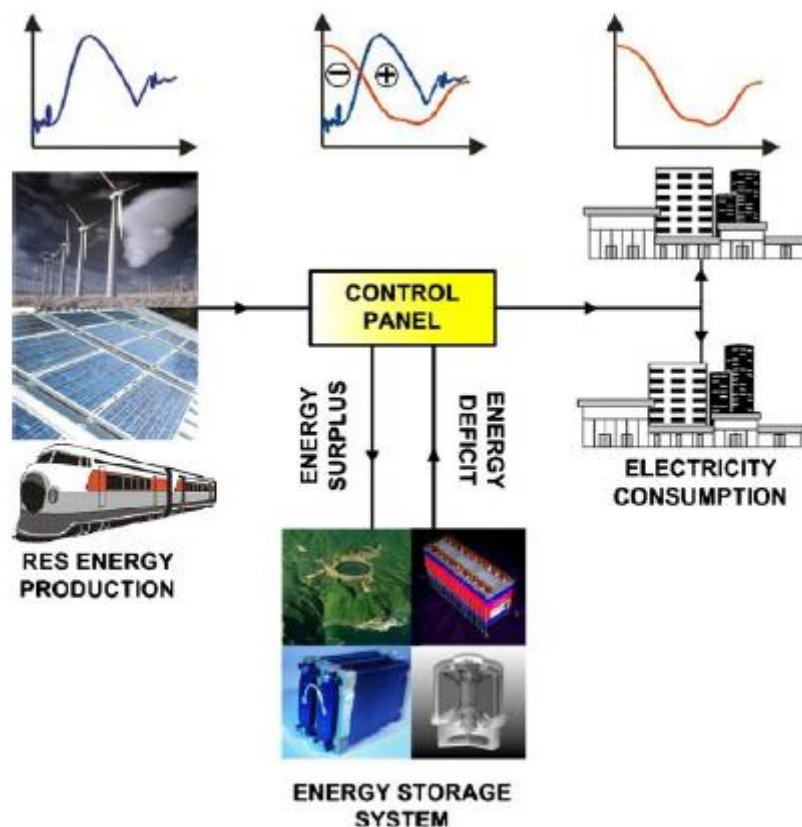 CONTROL
PANEL
ENERGY
SURPLUS
ENERGY
DEFICIT
ELECTRICITY
CONSUMPTION
RES ENERGY
PRODUCTION
ENERGY STORAGE
SYSTEM